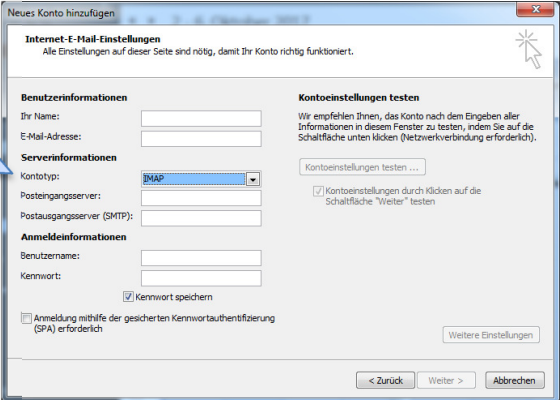 Neues Konto hinzufügen
2 - 6. Oktober 2017
Internet-E-Mail-Einstellungen
Alle Einstellungen auf dieser Seite sind nötig, damit Ihr Konto richtig funktioniert.
Benutzerinformationen
Ihr Name:
E-Mail-Adresse:
Serverinformationen
Kontotyp:
IMAP
Posteingangsserver:
Postausgangsserver (SMTP):
Anmeldeinformationen
Benutzername:
Kennwort:
Kennwort speichern
Anmeldung mithilfe der gesicherten Kennwortauthentifizierung
(SPA) erforderlich
Kontoeinstellungen testen
Wir empfehlen Ihnen, das Konto nach dem Eingeben aller
Informationen in diesem Fenster zu testen, indem Sie auf die
Schaltfläche unten klicken (Netzwerkverbindung erforderlich).
Kontoeinstellungen testen ...
Kontoeinstellungen durch Klicken auf die
Schaltfläche "Weiter" testen
Weitere Einstellungen
< Zurück
Weiter >
Abbrechen